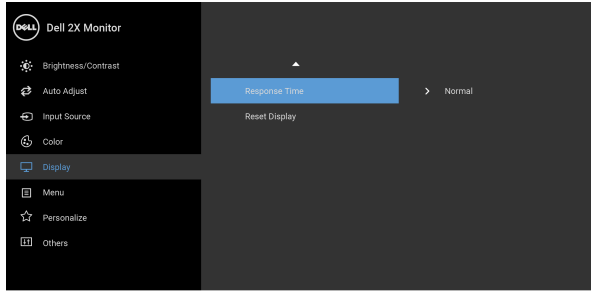 DELL Dell 2X Monitor
Brightness/Contrast
Auto Adjust
Response Time Normal
Input Source
Reset Display
Color
Display
Menu
Personalize
Others